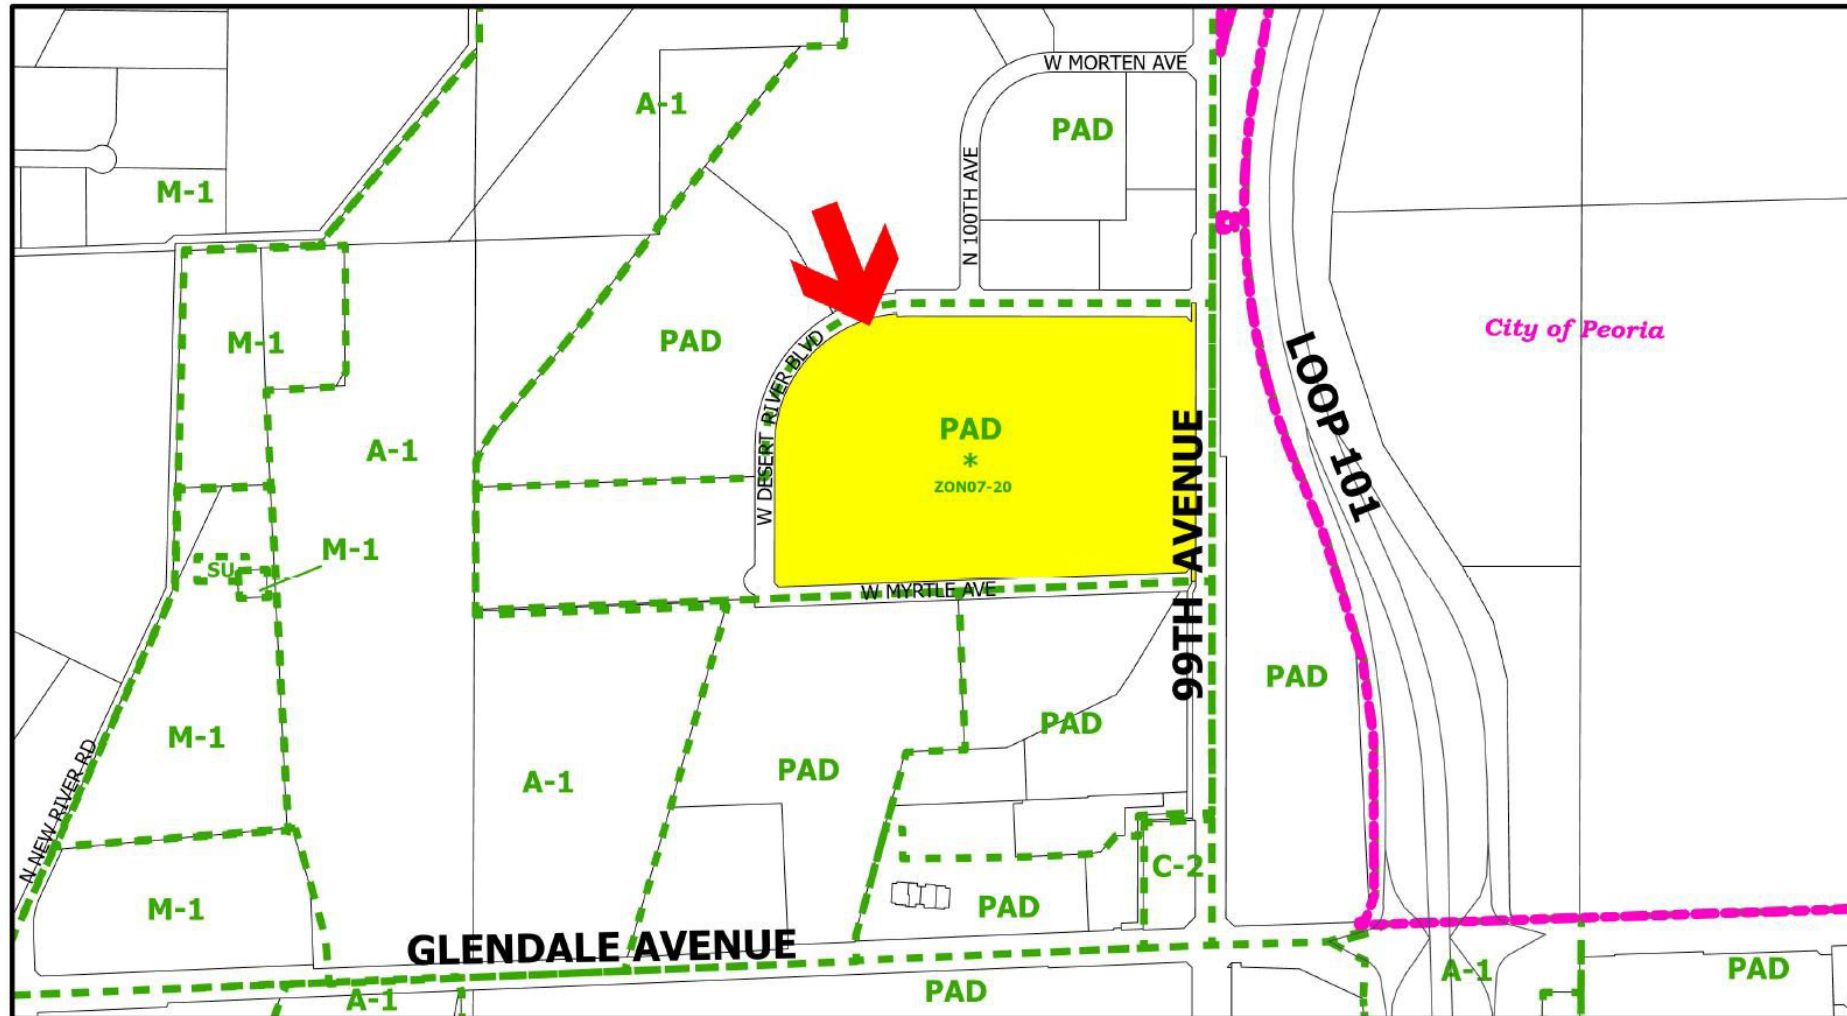 W MORTEN AVE
A-1
PAD
M-1
N 100TH AVE
City of Peoria
M-1
PAD
W DESERT RIVER BLVD
LOOP 101
PAD
*
ZON07-20
A-1
99TH AVENUE
M-1
SU
W MYRTLE AVE
PAD
PAD
M-1
N NEW RIVER RD
PAD
A-1
C-2
M-1
PAD
GLENDALE AVENUE
A-1
PAD
PAD
A-1